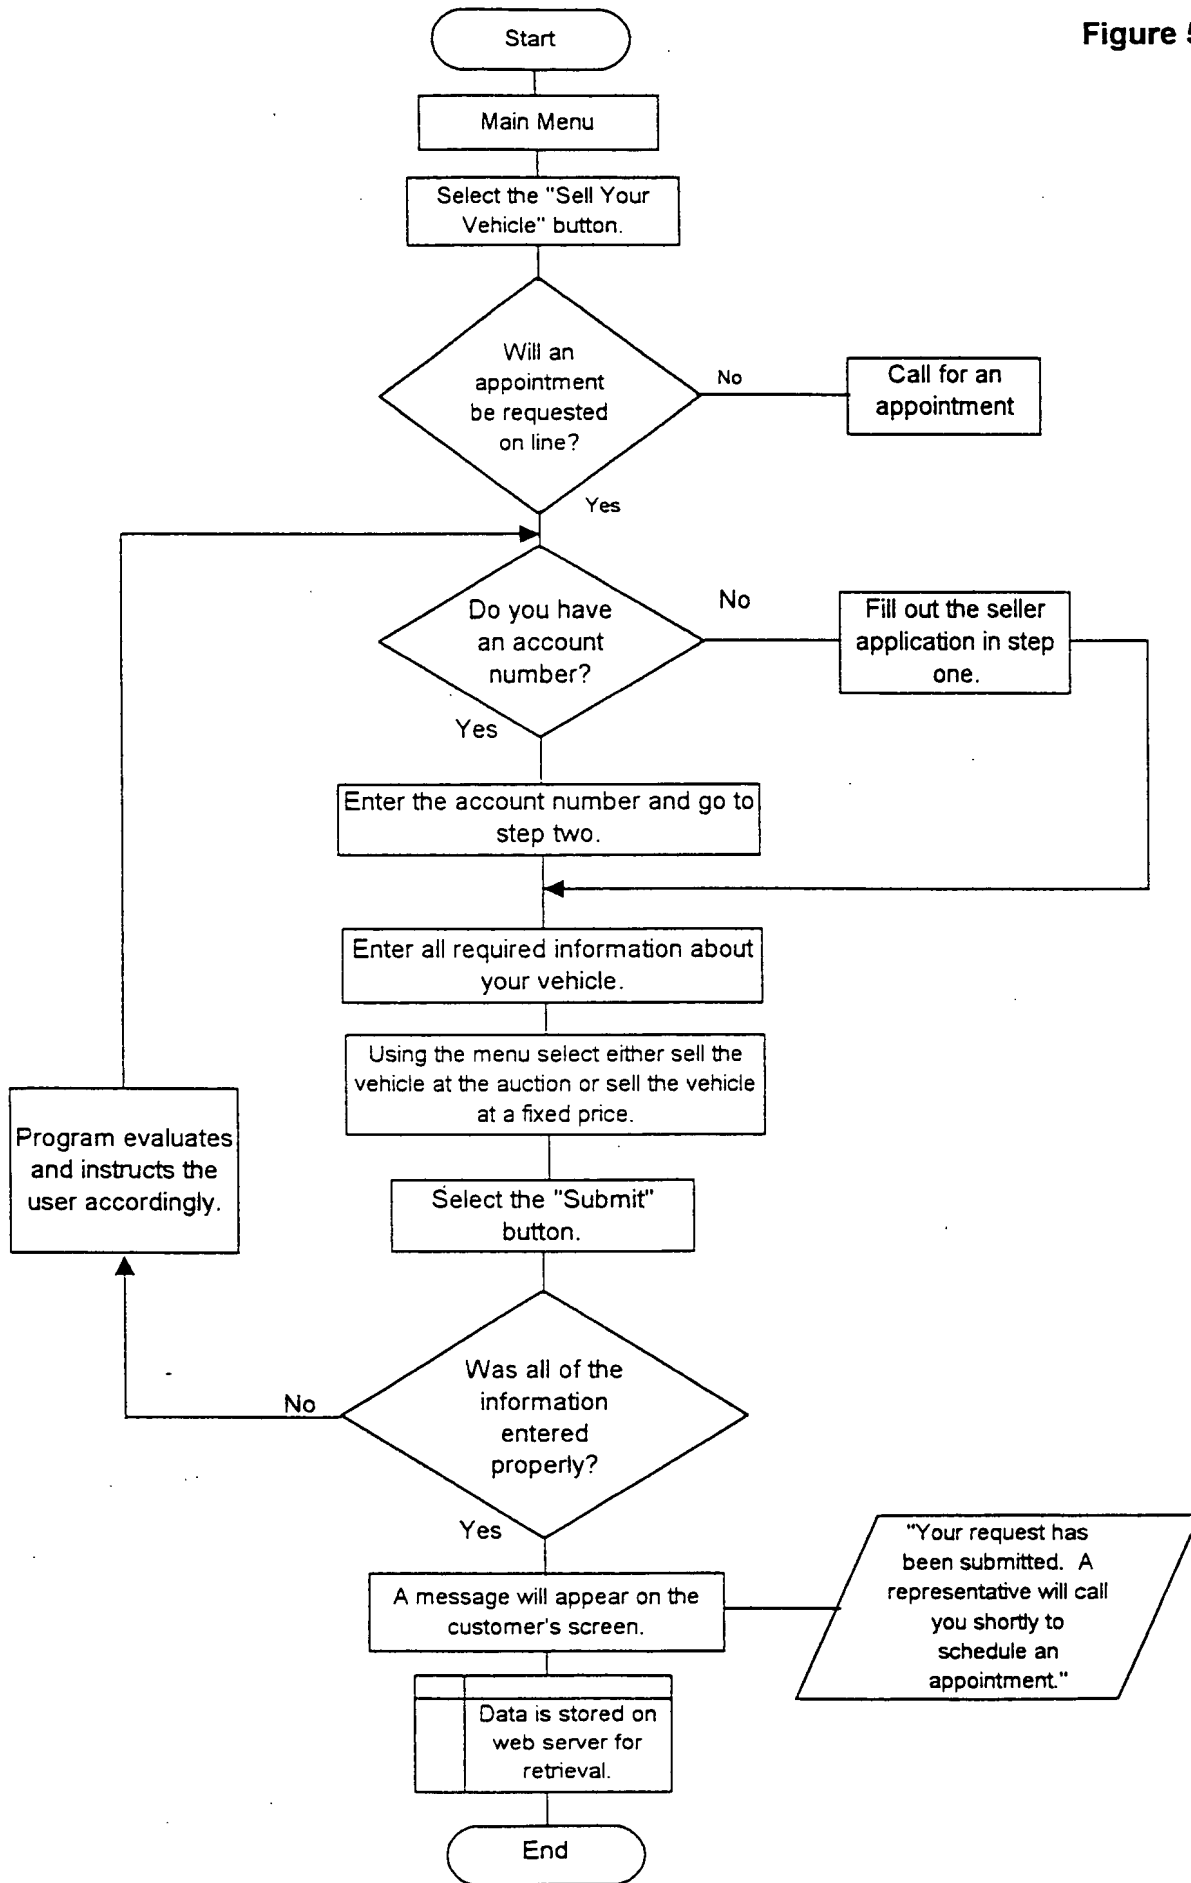 Figure 5
Start
Main Menu
Select the "Sell Your
Vehicle" button.
Will an
appointment
be requested
on line?
No
Call for an
appointment
Yes
Do you have
an account
number?
No
Fill out the seller
application in step
one.
Yes
Enter the account number and go to
step two.
Enter all required information about
your vehicle.
Using the menu select either sell the
vehicle at the auction or sell the vehicle
at a fixed price.
Program evaluates
and instructs the
user accordingly.
Select the "Submit"
button.
Was all of the
information
entered
properly?
No
Yes
A message will appear on the
customer's screen.
"Your request has
been submitted. A
representative will call
you shortly to
schedule an
appointment."
Data is stored on
web server for
retrieval.
End